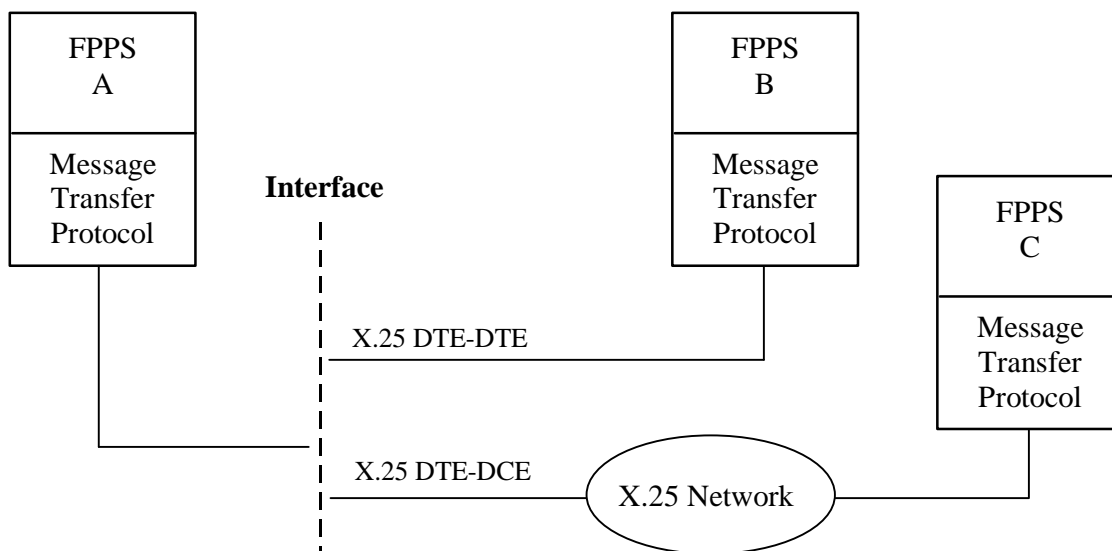 FPPS
A
Message
Transfer
Protocol
Interface
FPPS
B
Message
Transfer
Protocol
FPPS
C
Message
Transfer
Protocol
X.25 DTE-DTE
X.25 DTE-DCE
X.25 Network